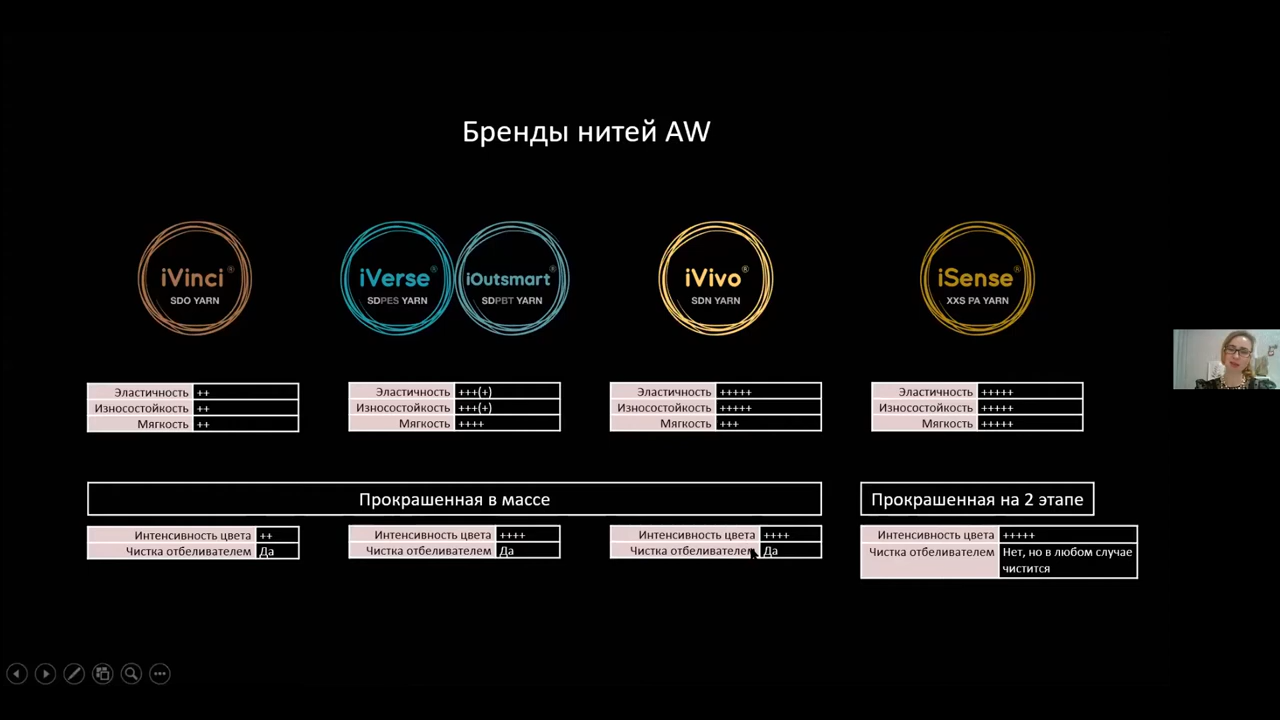 Бренды нитей AW
iVinci®
SDO YARN
iVerse®
SDPES YARN
iOutsmart®
SDPBT YARN
iVivo®
SDN YARN
iSense®
XXS PA YARN
Эластичность ++
Износостойкость ++
Мягкость ++
Эластичность +++(+)
Износостойкость +++(+)
Мягкость ++++
Эластичность +++++
Износостойкость +++++
Мягкость +++
Эластичность +++++
Износостойкость +++++
Мягкость +++++
Прокрашенная в массе
Прокрашенная на 2 этапе
Интенсивность цвета ++
Чистка отбеливателем Да
Интенсивность цвета ++++
Чистка отбеливателем Да
Интенсивность цвета ++++
Чистка отбеливателем Да
Интенсивность цвета +++++
Чистка отбеливателем Нет, но в любом случае
чистится